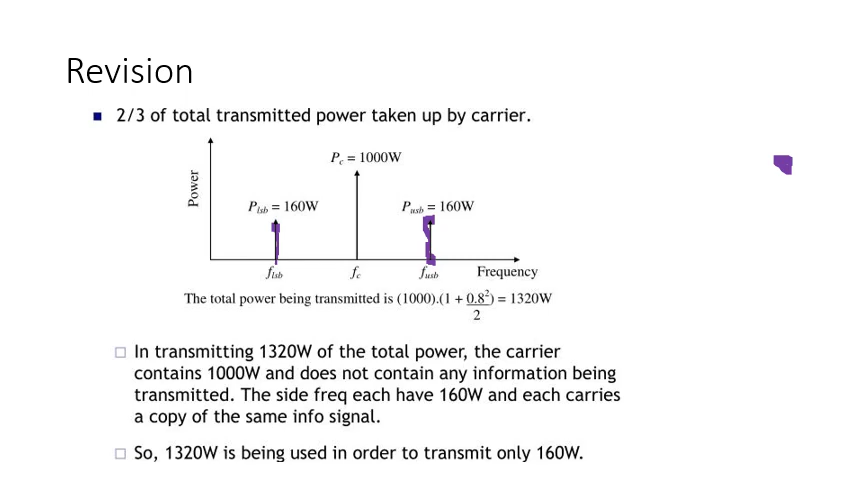 Revision
2/3 of total transmitted power taken up by carrier.
Pc = 1000W
Power
Plsb = 160W
Pusb = 160W
flsb
fc
fusb
Frequency
The total power being transmitted is (1000).(1 + 0.8²) = 1320W
2
In transmitting 1320W of the total power, the carrier
contains 1000W and does not contain any information being
transmitted. The side freq each have 160W and each carries
a copy of the same info signal.
So, 1320W is being used in order to transmit only 160W.